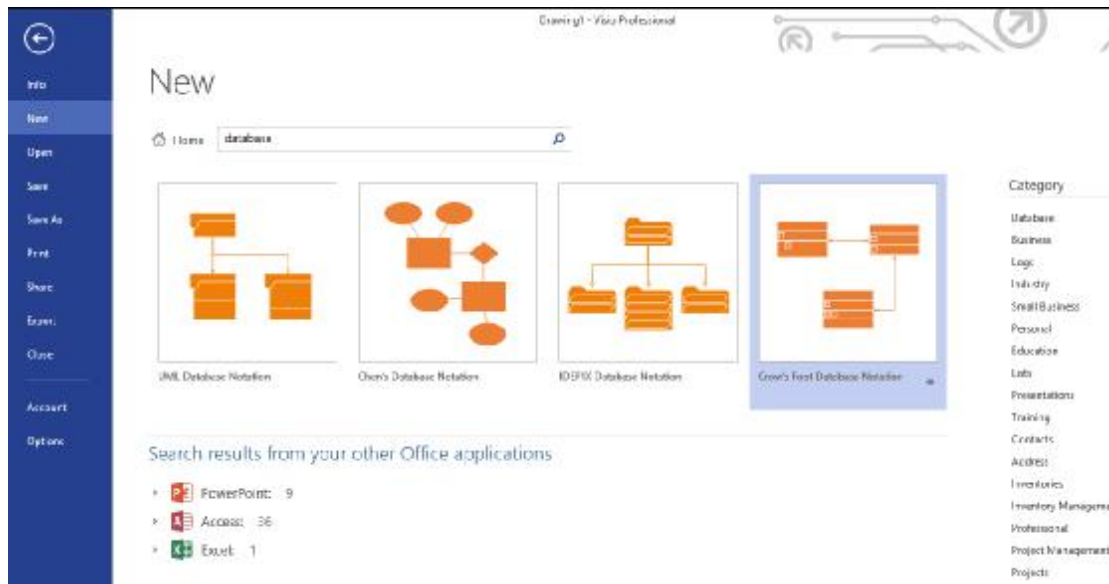 Drawing1 - Visio Professional
Info
New
Open
Save
Save As
Print
Share
Export
Close
Account
Options
New
Home
database
UML Database Notation
Chen's Database Notation
IDEF1X Database Notation
Crow's Foot Database Notation
Search results from your other Office applications
PowerPoint: 9
Access: 36
Excel: 1
Category
Database
Business
Logs
Industry
Small Business
Personal
Education
Lists
Presentations
Training
Contacts
Address
Inventories
Inventory Managem
Professional
Project Management
Projects